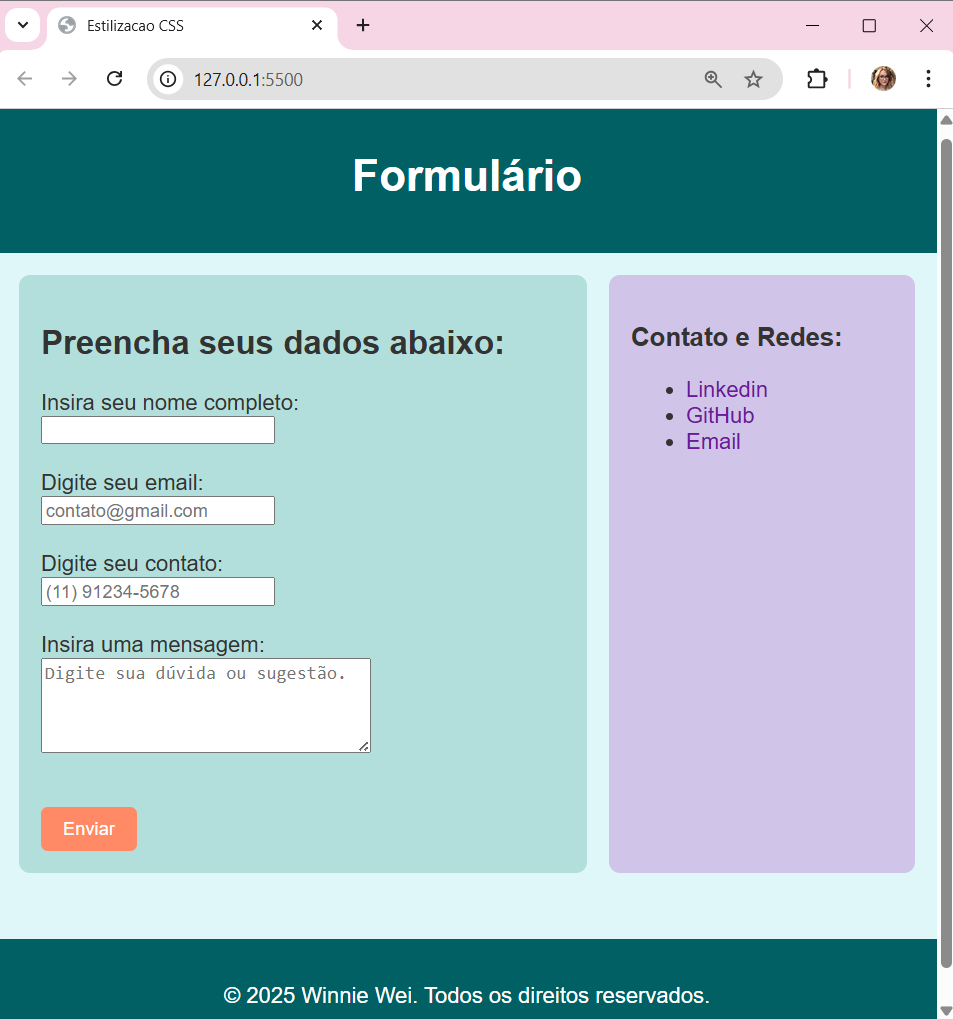 Estilizacao CSS
127.0.0.1:5500
Formulário
Preencha seus dados abaixo:
Insira seu nome completo:
Digite seu email:
contato@gmail.com
Digite seu contato:
(11) 91234-5678
Insira uma mensagem:
Digite sua dúvida ou sugestão.
Enviar
Contato e Redes:
Linkedin
GitHub
Email
© 2025 Winnie Wei. Todos os direitos reservados.